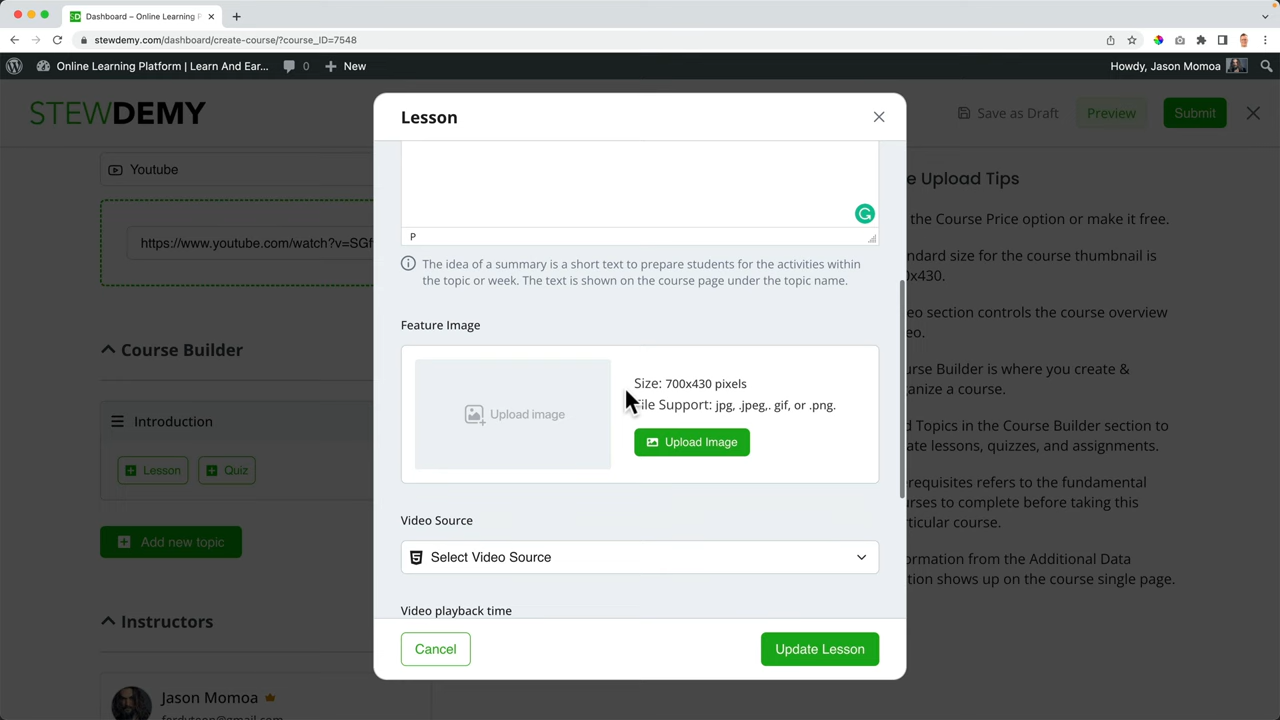 Dashboard – Online Learning P
stewdemy.com/dashboard/create-course/?course_ID=7548
Online Learning Platform | Learn And Ear... 0 New Howdy, Jason Momoa
STEWDEMY
Save as Draft Preview Submit
Lesson
Youtube
https://www.youtube.com/watch?v=SGf
P
The idea of a summary is a short text to prepare students for the activities within
the topic or week. The text is shown on the course page under the topic name.
Feature Image
Upload image
Size: 700x430 pixels
File Support: jpg, .jpeg,. gif, or .png.
Upload Image
Video Source
Select Video Source
Video playback time
Cancel Update Lesson
Course Builder
Introduction
Lesson Quiz
Add new topic
Instructors
Jason Momoa
e Upload Tips
the Course Price option or make it free.
ndard size for the course thumbnail is
0x430.
eo section controls the course overview
eo.
urse Builder is where you create &
anize a course.
d Topics in the Course Builder section to
ate lessons, quizzes, and assignments.
erequisites refers to the fundamental
urses to complete before taking this
ticular course.
ormation from the Additional Data
tion shows up on the course single page.